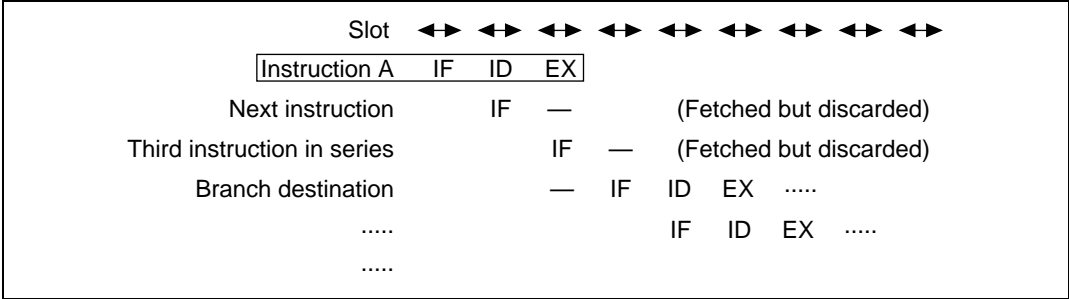 Slot
Instruction A IF ID EX
Next instruction IF — (Fetched but discarded)
Third instruction in series IF — (Fetched but discarded)
Branch destination — IF ID EX .....
..... IF ID EX .....
.....